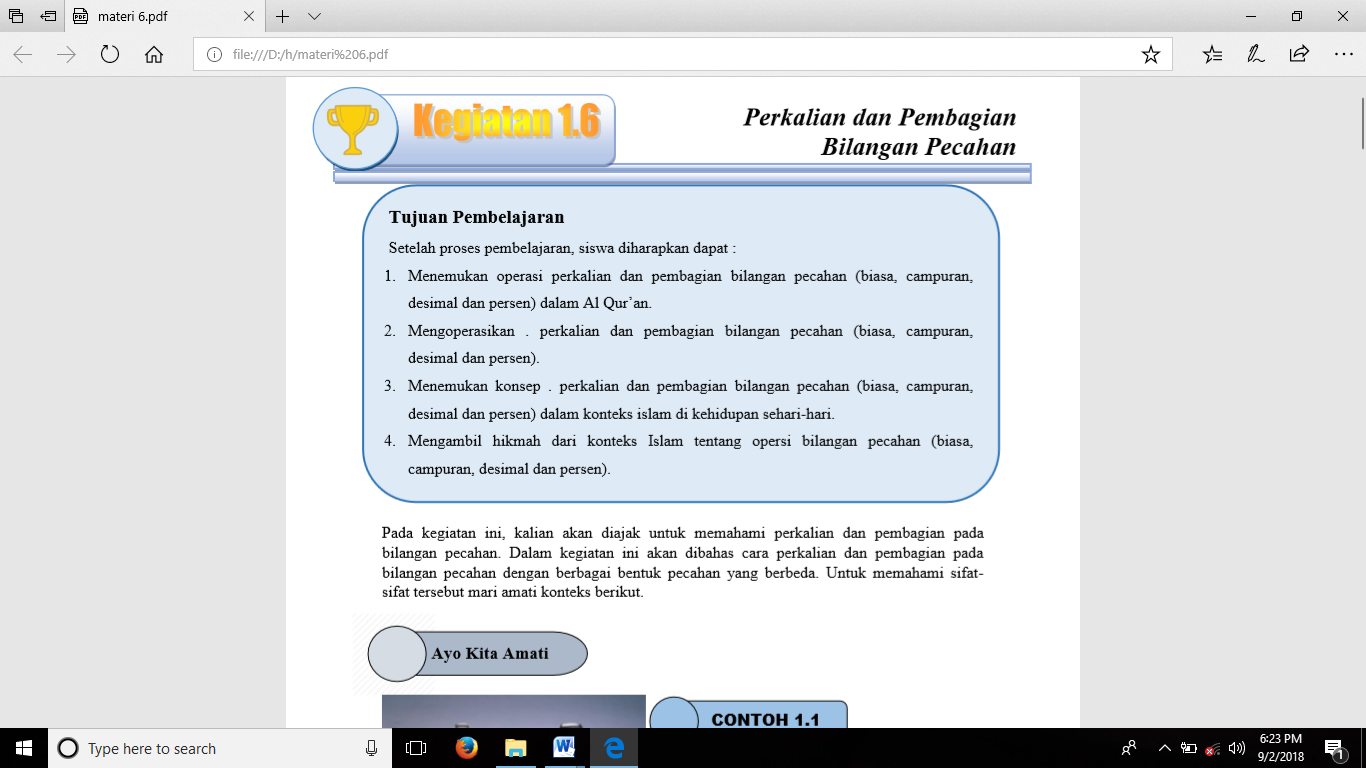 materi 6.pdf
file:///D:/h/materi%206.pdf
Kegiatan 1.6
Perkalian dan Pembagian
Bilangan Pecahan
Tujuan Pembelajaran
Setelah proses pembelajaran, siswa diharapkan dapat :
1. Menemukan operasi perkalian dan pembagian bilangan pecahan (biasa, campuran,
desimal dan persen) dalam Al Qur’an.
2. Mengoperasikan . perkalian dan pembagian bilangan pecahan (biasa, campuran,
desimal dan persen).
3. Menemukan konsep . perkalian dan pembagian bilangan pecahan (biasa, campuran,
desimal dan persen) dalam konteks islam di kehidupan sehari-hari.
4. Mengambil hikmah dari konteks Islam tentang opersi bilangan pecahan (biasa,
campuran, desimal dan persen).
Pada kegiatan ini, kalian akan diajak untuk memahami perkalian dan pembagian pada
bilangan pecahan. Dalam kegiatan ini akan dibahas cara perkalian dan pembagian pada
bilangan pecahan dengan berbagai bentuk pecahan yang berbeda. Untuk memahami sifat-
sifat tersebut mari amati konteks berikut.
Ayo Kita Amati
CONTOH 1.1
Type here to search
6:23 PM
9/2/2018
1